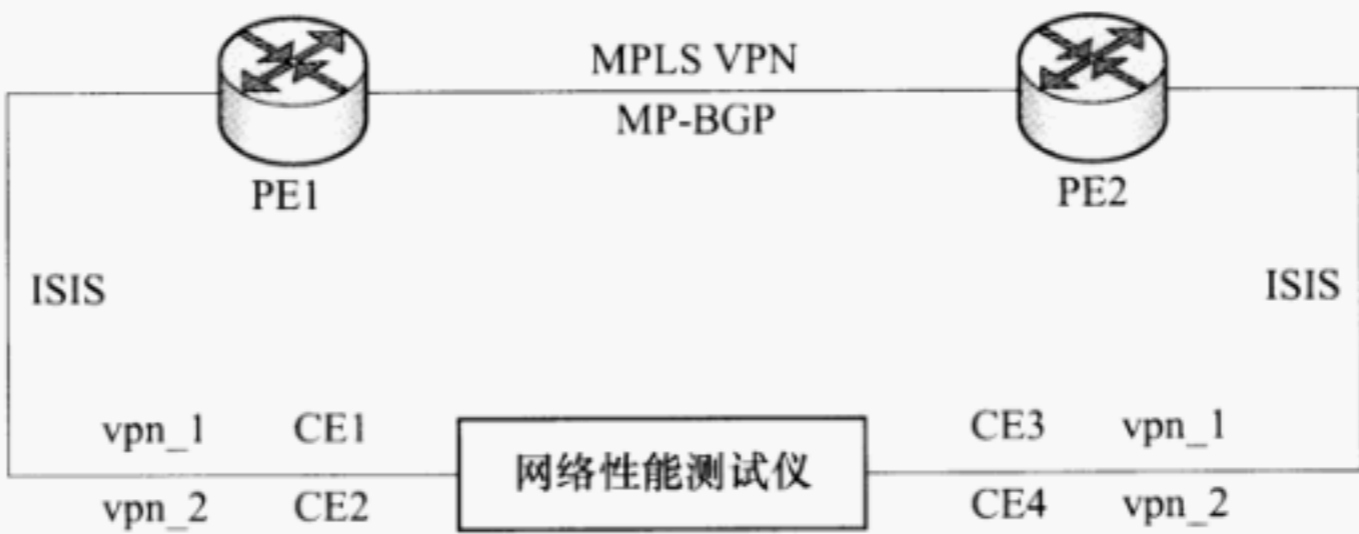 MPLS VPN
MP-BGP
PE1
PE2
ISIS
ISIS
vpn_1 CE1
CE3 vpn_1
网络性能测试仪
vpn_2 CE2
CE4 vpn_2